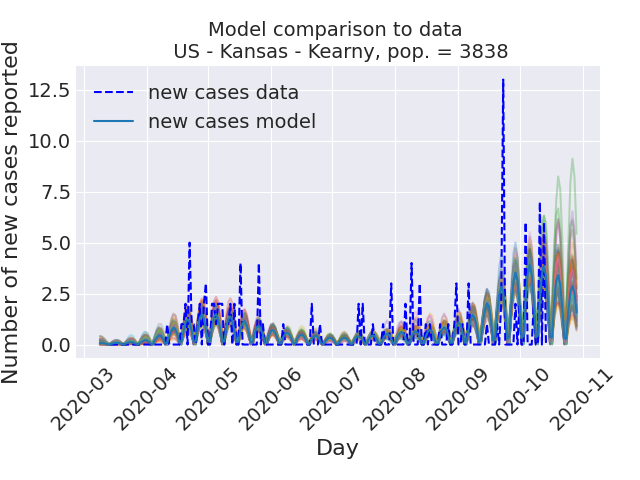 Model comparison to data
US - Kansas - Kearny, pop. = 3838
Number of new cases reported
12.5
10.0
7.5
5.0
2.5
0.0
new cases data
new cases model
2020-03
2020-04
2020-05
2020-06
2020-07
2020-08
2020-09
2020-10
2020-11
Day